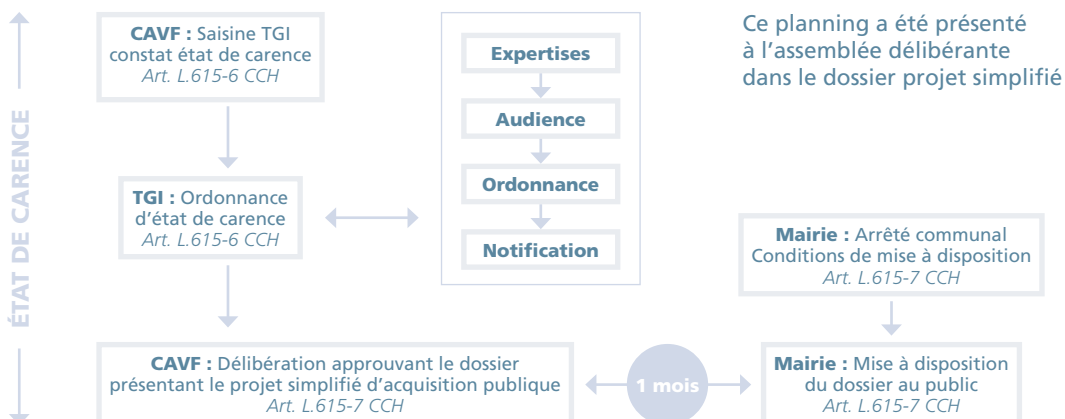 CAVF : Saisine TGI
constat état de carence
Art. L.615-6 CCH
Expertises
Audience
Ordonnance
Notification
Ce planning a été présenté
à l'assemblée délibérante
dans le dossier projet simplifié
ÉTAT DE CARENCE
TGI : Ordonnance
d'état de carence
Art. L.615-6 CCH
Mairie : Arrêté communal
Conditions de mise à disposition
Art. L.615-7 CCH
CAVF : Délibération approuvant le dossier
présentant le projet simplifié d'acquisition publique
Art. L.615-7 CCH
1 mois
Mairie : Mise à disposition
du dossier au public
Art. L.615-7 CCH